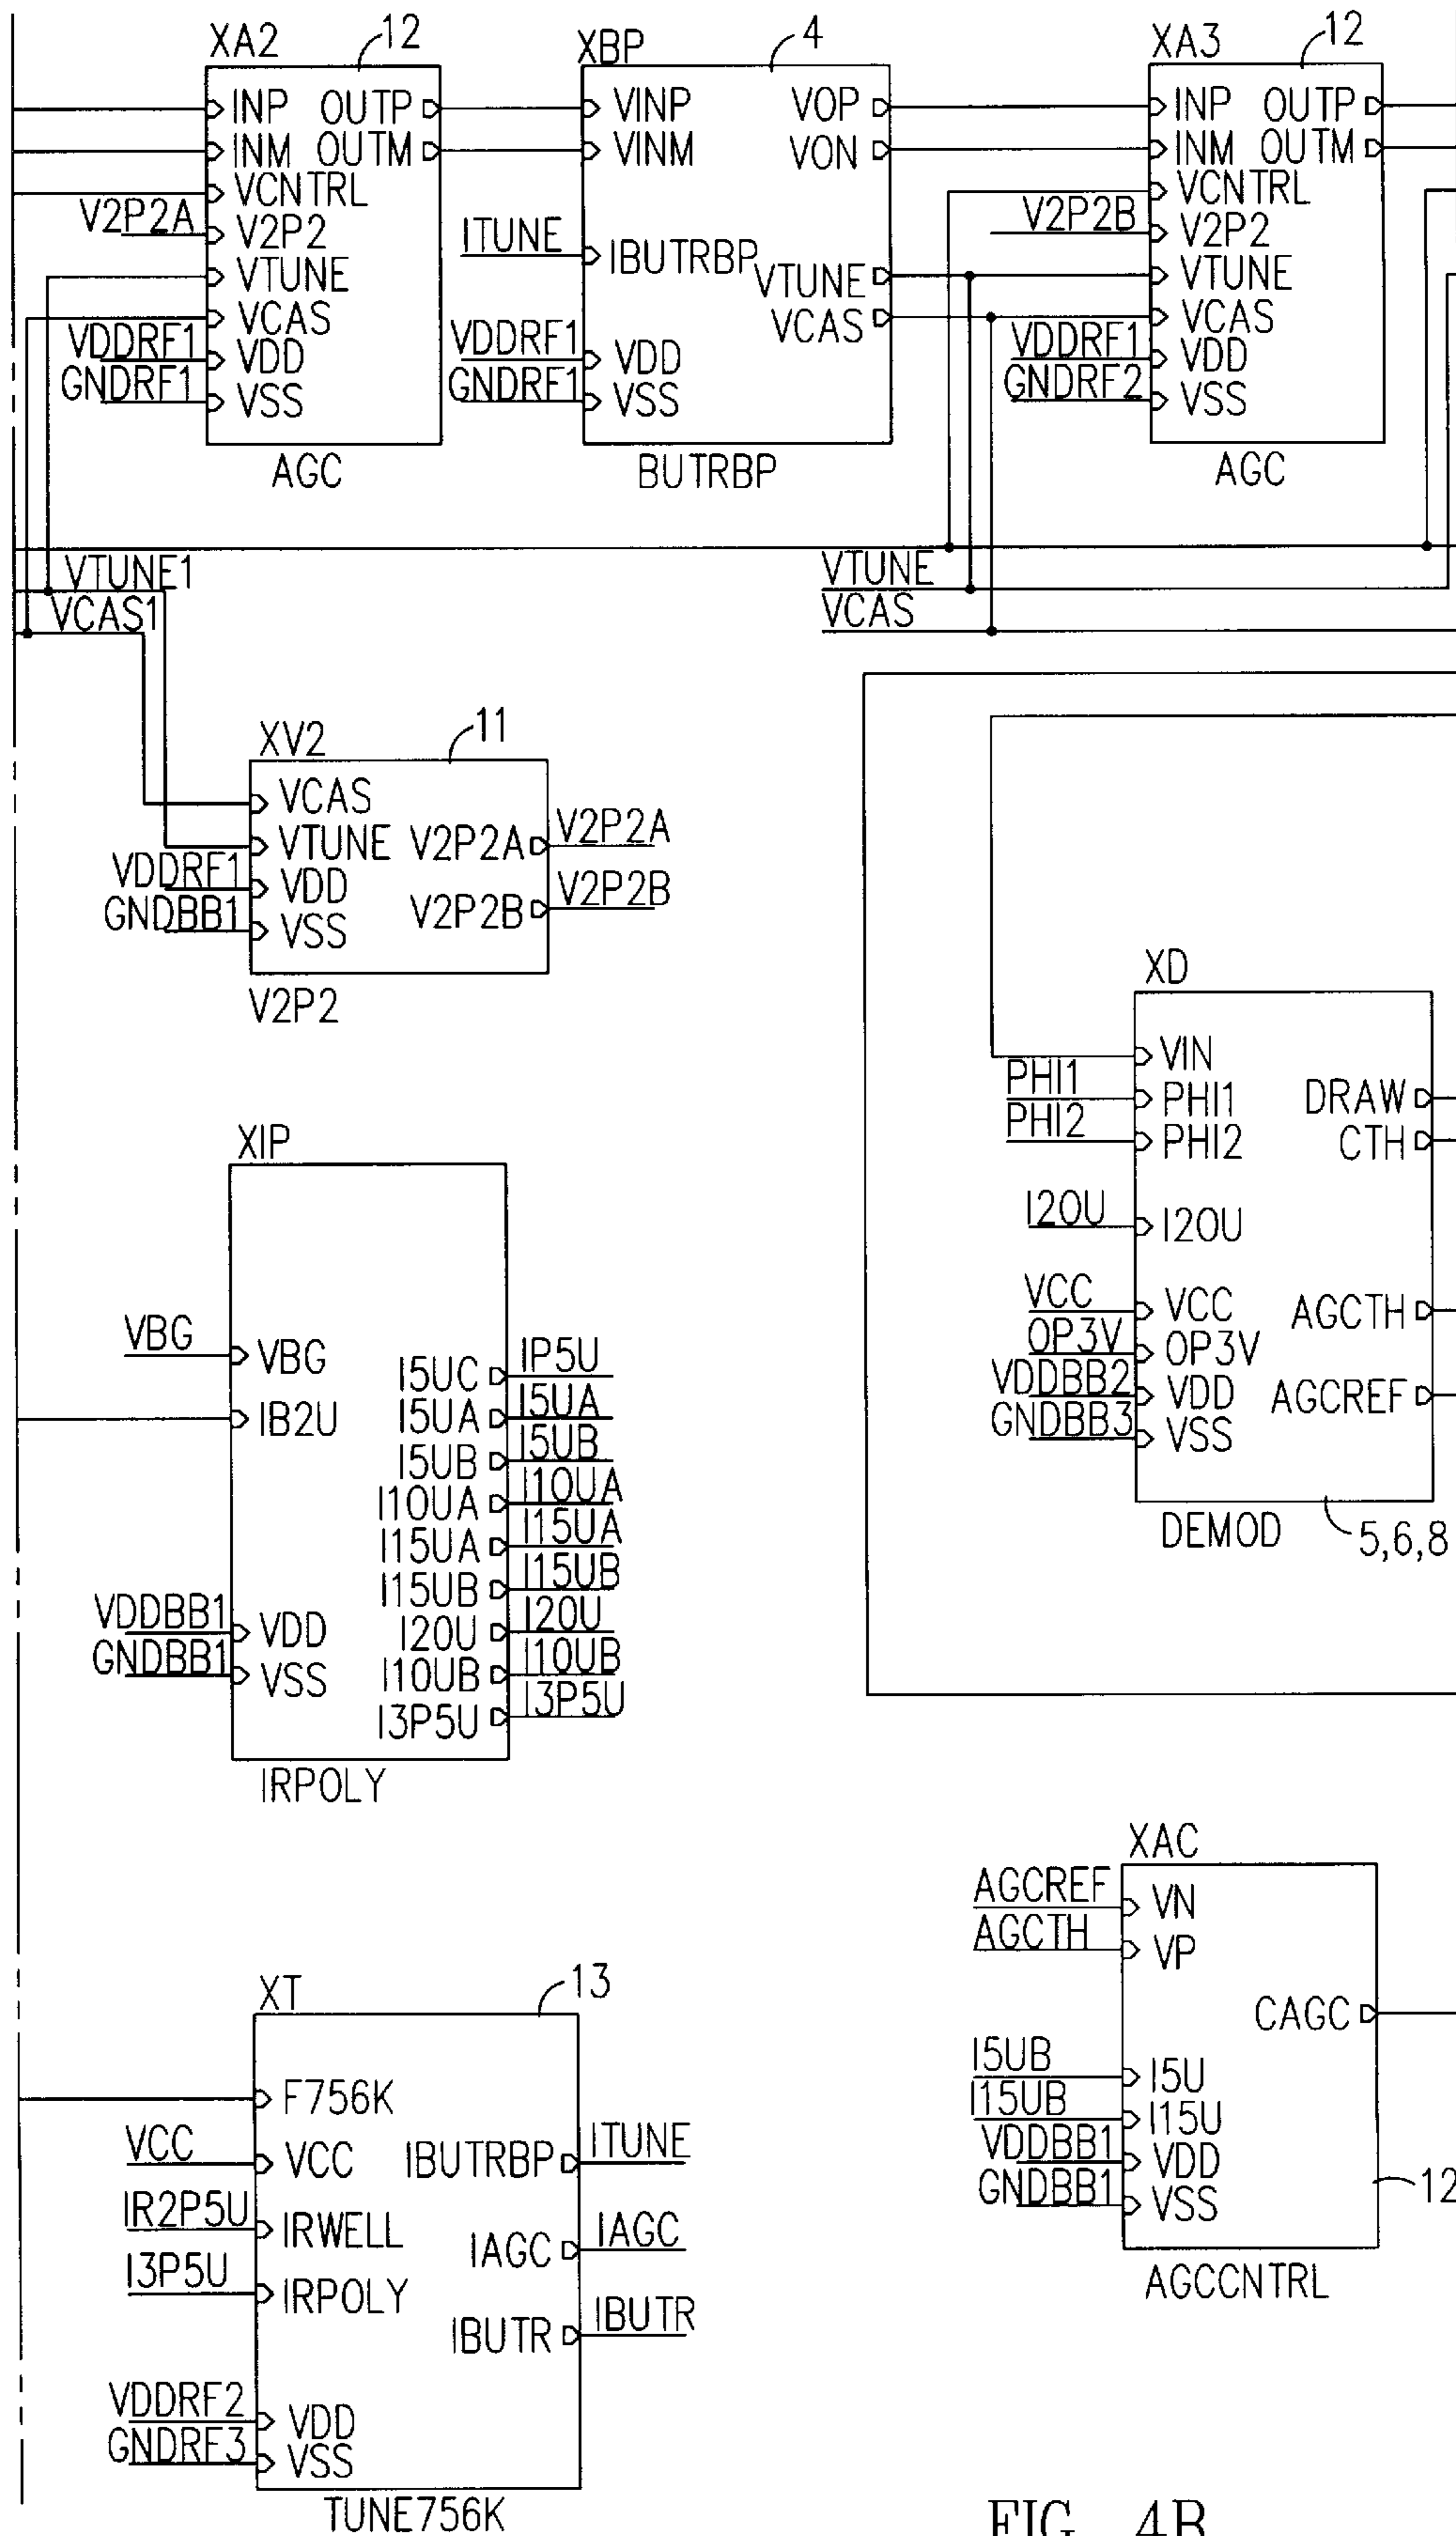 XA2
12
INP OUTP
INM OUTM
VCNTRL
V2P2A
V2P2
VTUNE
VCAS
VDDRF1
VDD
GNDRF1
VSS
AGC
XBP
4
VINP VOP
VINM VON
ITUNE
IBUTRBP
VTUNE
VCAS
VDDRF1
VDD
GNDRF1
VSS
BUTRBP
XA3
12
INP OUTP
INM OUTM
VCNTRL
V2P2B
V2P2
VTUNE
VCAS
VDDRF1
VDD
GNDRF2
VSS
AGC
VTUNE1
VCAS1
VTUNE
VCAS
XV2
11
VCAS
VTUNE V2P2A
V2P2A
VDDRF1
VDD
V2P2B
V2P2B
GNDBB1
VSS
V2P2
XD
VIN
PHI1
PHI1
DRAW
PHI2
PHI2
CTH
I20U
I20U
VCC
VCC
AGCTH
OP3V
OP3V
VDDBB2
VDD
AGCREF
GNDBB3
VSS
DEMOD
5,6,8
XIP
VBG
VBG
I5UC
IP5U
IB2U
I5UA
I5UA
I5UB
I5UB
I10UA
I10UA
I15UA
I15UA
I15UB
I15UB
VDDBB1
VDD
I20U
I20U
GNDBB1
VSS
I10UB
I10UB
I3P5U
I3P5U
IRPOLY
XAC
AGCREF
VN
AGCTH
VP
CAGC
I5UB
I5U
I15UB
I15U
VDDBB1
VDD
GNDBB1
VSS
12
AGCCNTRL
XT
13
F756K
VCC
VCC
IBUTRBP
ITUNE
IR2P5U
IRWELL
IAGC
IAGC
I3P5U
IRPOLY
IBUTR
IBUTR
VDDRF2
VDD
GNDRF3
VSS
TUNE756K
FIG. 4B